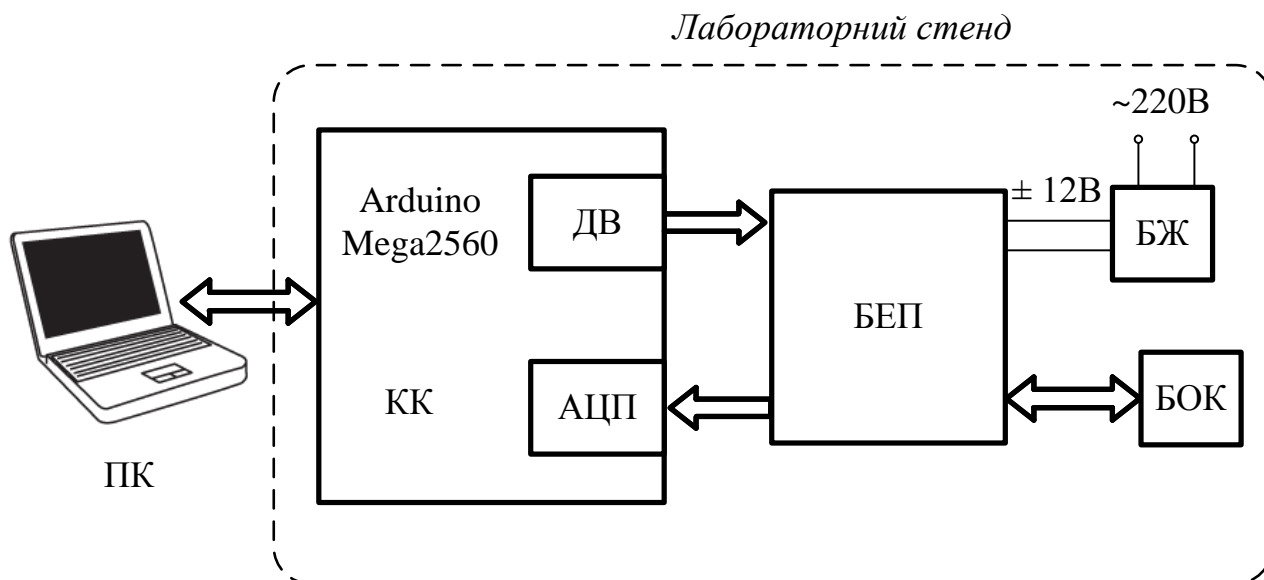 Лабораторний стенд
~220В
Arduino
Mega2560
ДВ
± 12В
БЖ
БЕП
КК
АЦП
БОК
ПК